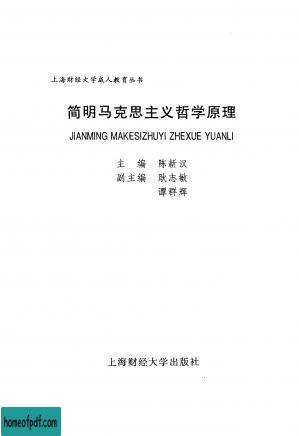 上海财经大学成人教育丛书
简明马克思主义哲学原理
JIANMING MAKESIZHUYI ZHEXUE YUANLI
主 编 陈新汉
副主编 耿志敏
谭群辉
上海财经大学出版社
homeofpdf.com